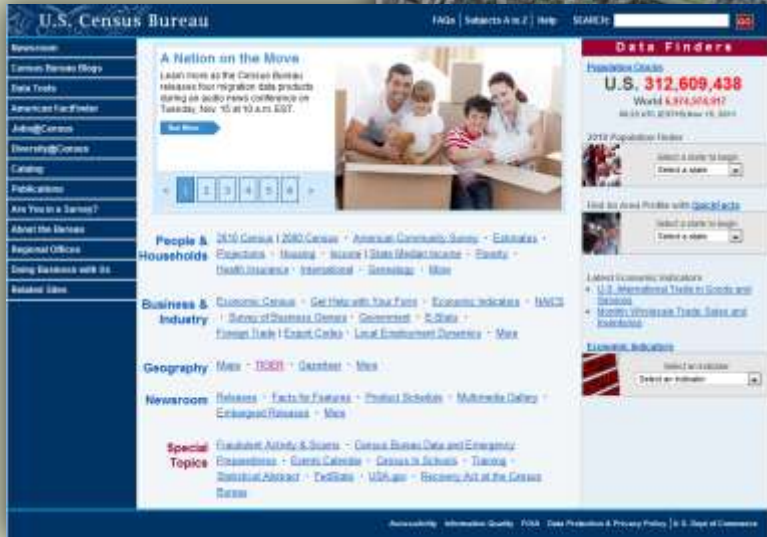 U.S. Census Bureau
FAQs | Subjects A to Z | Help SEARCH: GO
Newsroom
Census Bureau Blogs
Data Tools
American FactFinder
Jobs@Census
Diversity@Census
Catalog
Publications
Are You in a Survey?
About the Bureau
Regional Offices
Doing Business with Us
Related Sites
A Nation on the Move
Learn more as the Census Bureau
releases four migration data products
during an audio news conference on
Tuesday, Nov. 15 at 10 a.m. EST.
« 1 2 3 4 5 6 »
People & Households
2010 Census | 2000 Census · American Community Survey · Estimates ·
Projections · Housing · Income | State Median Income · Poverty ·
Health Insurance · International · Genealogy · More
Business & Industry
Economic Census · Get Help with Your Form · Economic Indicators · NAICS
· Survey of Business Owners · Government · E-Stats ·
Foreign Trade | Export Codes · Local Employment Dynamics · More
Geography
Maps · TIGER · Gazetteer · More
Newsroom
Releases · Facts for Features · Product Schedule · Multimedia Gallery ·
Embargoed Releases · More
Special Topics
Fraudulent Activity & Scams · Census Bureau Data and Emergency
Preparedness · Events Calendar · Census in Schools · Training ·
Statistical Abstract · FedStats · USA.gov · Recovery Act at the Census
Bureau
Data Finders
Population Clocks
U.S. 312,609,438
World
2010 Population Finder
Select a state to begin
Select a state
Find An Area Profile with QuickFacts
Select a state to begin
Select a state
Latest Economic Indicators
U.S. International Trade in Goods and
Services
Monthly Wholesale Trade: Sales and
Inventories
Economic Indicators
Select an indicator
Select an indicator
Accessibility Information Quality FOIA Data Protection & Privacy Policy | U.S. Dept of Commerce